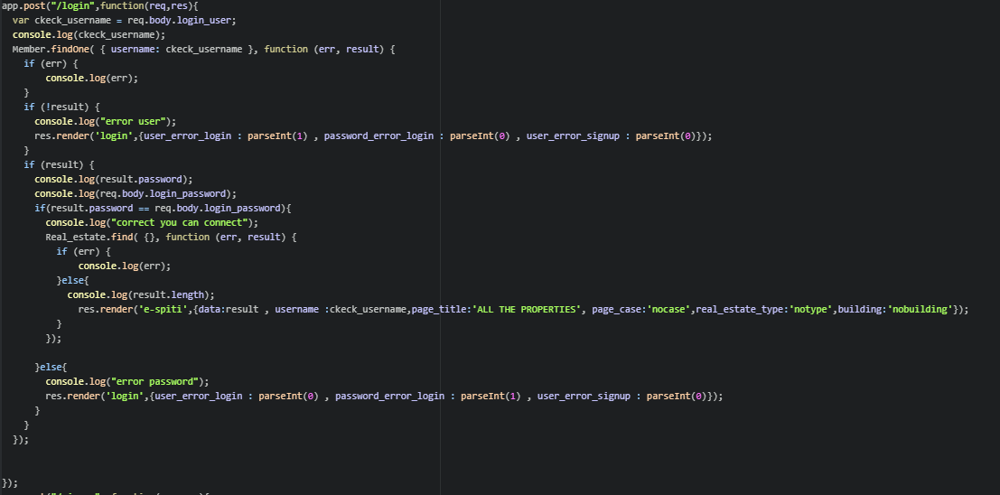 app.post("/login",function(req,res){
var ckeck_username = req.body.login_user;
console.log(ckeck_username);
Member.findOne( { username: ckeck_username }, function (err, result) {
if (err) {
console.log(err);
}
if (!result) {
console.log("error user");
res.render('login',{user_error_login : parseInt(1) , password_error_login : parseInt(0) , user_error_signup : parseInt(0)});
}
if (result) {
console.log(result.password);
console.log(req.body.login_password);
if(result.password == req.body.login_password){
console.log("correct you can connect");
Real_estate.find( {}, function (err, result) {
if (err) {
console.log(err);
}else{
console.log(result.length);
res.render('e-spiti',{data:result , username :ckeck_username,page_title:'ALL THE PROPERTIES', page_case:'nocase',real_estate_type:'notype',building:'nobuilding'});
}
});
}else{
console.log("error password");
res.render('login',{user_error_login : parseInt(0) , password_error_login : parseInt(1) , user_error_signup : parseInt(0)});
}
}
});
});